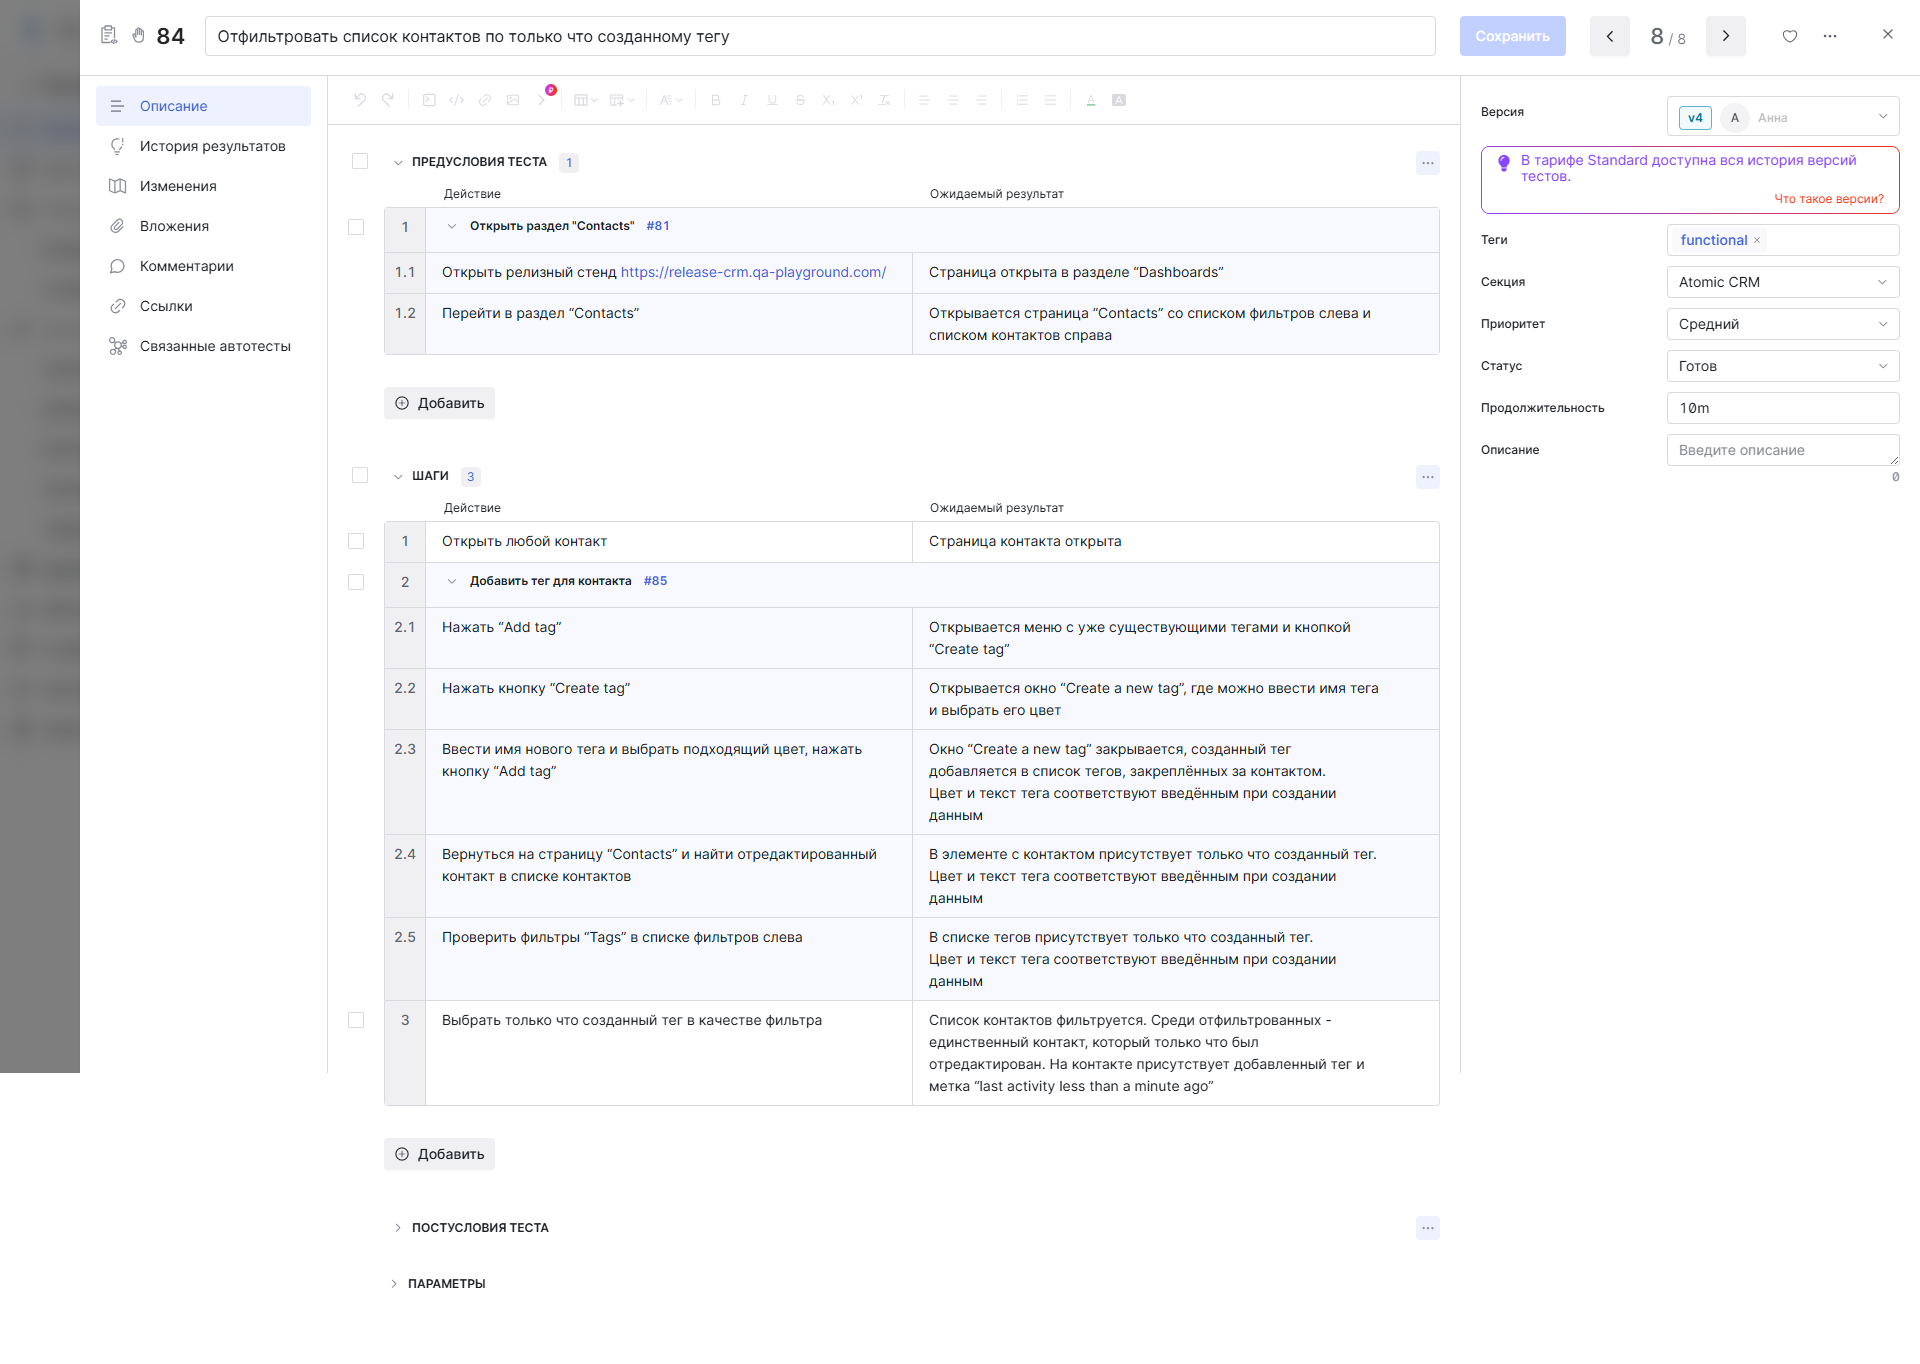 84
Отфильтровать список контактов по только что созданному тегу
Сохранить
8 / 8
Описание
История результатов
Изменения
Вложения
Комментарии
Ссылки
Связанные автотесты
ПРЕДУСЛОВИЯ ТЕСТА 1
Действие
Ожидаемый результат
1
Открыть раздел "Contacts" #81
1.1
Открыть релизный стенд https://release-crm.qa-playground.com/
Страница открыта в разделе “Dashboards”
1.2
Перейти в раздел “Contacts”
Открывается страница “Contacts” со списком фильтров слева и
списком контактов справа
Добавить
ШАГИ 3
Действие
Ожидаемый результат
1
Открыть любой контакт
Страница контакта открыта
2
Добавить тег для контакта #85
2.1
Нажать “Add tag”
Открывается меню с уже существующими тегами и кнопкой
“Create tag”
2.2
Нажать кнопку “Create tag”
Открывается окно “Create a new tag”, где можно ввести имя тега
и выбрать его цвет
2.3
Ввести имя нового тега и выбрать подходящий цвет, нажать
кнопку “Add tag”
Окно “Create a new tag” закрывается, созданный тег
добавляется в список тегов, закреплённых за контактом.
Цвет и текст тега соответствуют введённым при создании
данным
2.4
Вернуться на страницу “Contacts” и найти отредактированный
контакт в списке контактов
В элементе с контактом присутствует только что созданный тег.
Цвет и текст тега соответствуют введённым при создании
данным
2.5
Проверить фильтры “Tags” в списке фильтров слева
В списке тегов присутствует только что созданный тег.
Цвет и текст тега соответствуют введённым при создании
данным
3
Выбрать только что созданный тег в качестве фильтра
Список контактов фильтруется. Среди отфильтрованных -
единственный контакт, который только что был
отредактирован. На контакте присутствует добавленный тег и
метка “last activity less than a minute ago”
Добавить
ПОСТУСЛОВИЯ ТЕСТА
ПАРАМЕТРЫ
Версия
v4 А Анна
В тарифе Standard доступна вся история версий
тестов.
Что такое версии?
Теги
functional
Секция
Atomic CRM
Приоритет
Средний
Статус
Готов
Продолжительность
10m
Описание
Введите описание
0